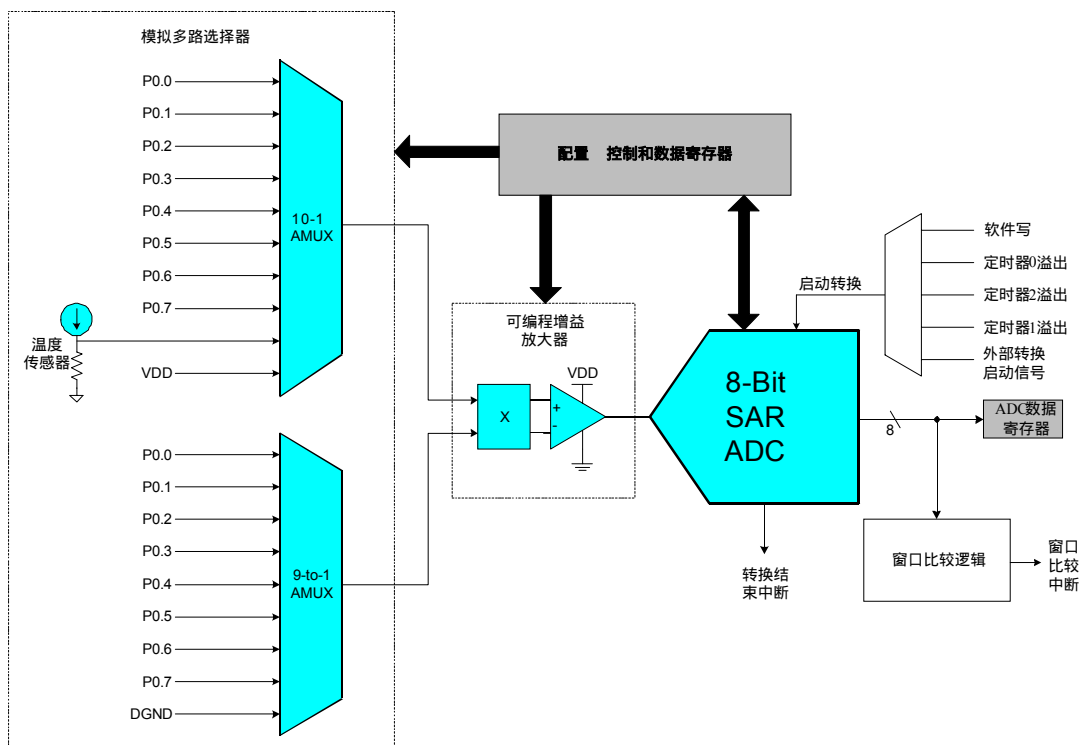 模拟多路选择器
P0.0
P0.1
P0.2
P0.3
P0.4
P0.5
P0.6
P0.7
温度
传感器
VDD
10-1
AMUX
P0.0
P0.1
P0.2
P0.3
P0.4
P0.5
P0.6
P0.7
DGND
9-to-1
AMUX
配置 控制和数据寄存器
可编程增益
放大器
VDD
X
+
-
启动转换
软件写
定时器0溢出
定时器2溢出
定时器1溢出
外部转换
启动信号
8-Bit
SAR
ADC
8
ADC数据
寄存器
转换结
束中断
窗口比较逻辑
窗口
比较
中断